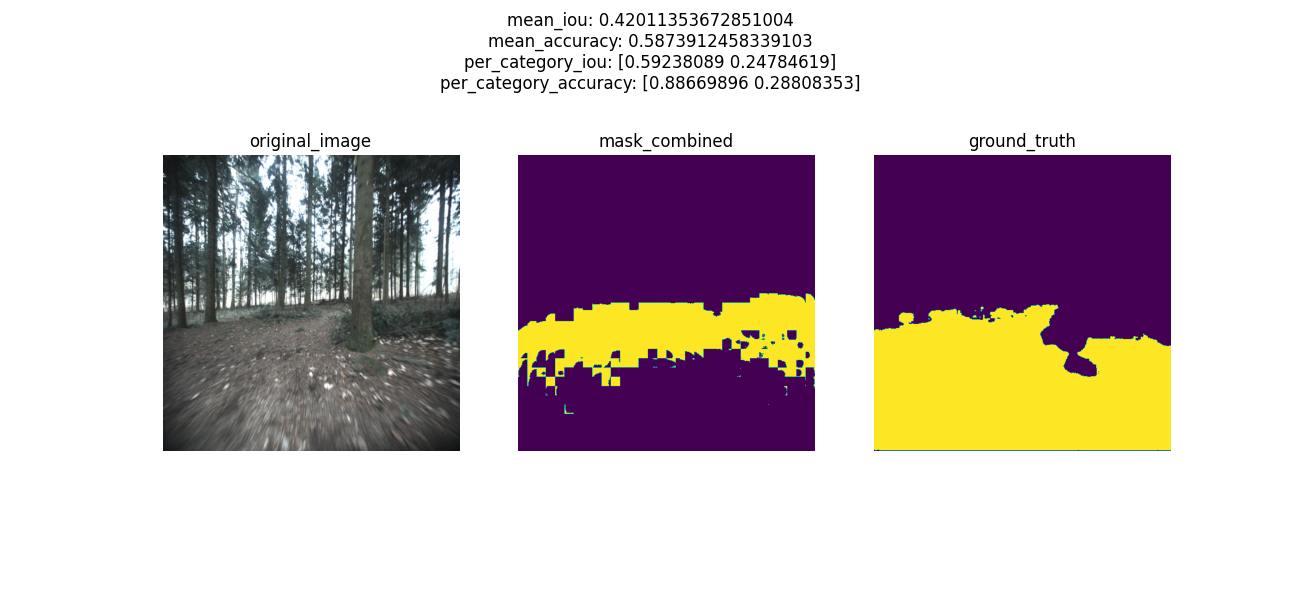 mean_iou: 0.42011353672851004
mean_accuracy: 0.5873912458339103
per_category_iou: [0.59238089 0.24784619]
per_category_accuracy: [0.88669896 0.28808353]
original_image
mask_combined
ground_truth